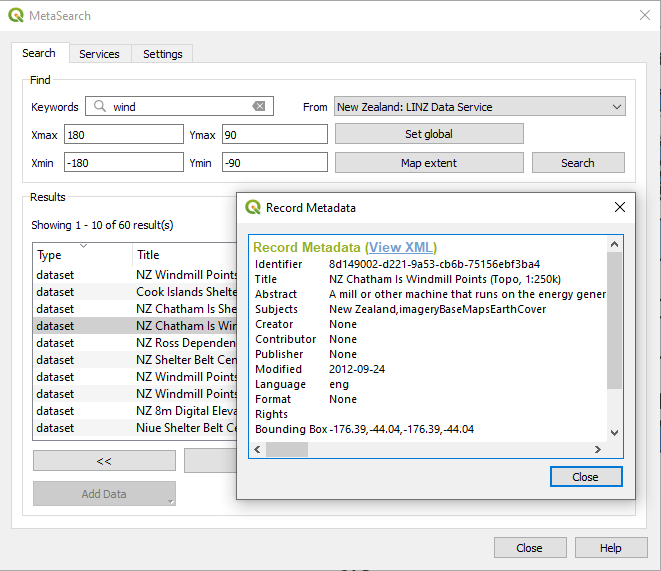 MetaSearch
Search Services Settings
Find
Keywords wind From New Zealand: LINZ Data Service
Xmax 180 Ymax 90 Set global
Xmin -180 Ymin -90 Map extent Search
Results
Showing 1 - 10 of 60 result(s)
Type Title
dataset NZ Windmill Points
dataset Cook Islands Shelte
dataset NZ Chatham Is She
dataset NZ Chatham Is Win
dataset NZ Ross Dependen
dataset NZ Shelter Belt Cen
dataset NZ Windmill Points
dataset NZ Windmill Points
dataset NZ 8m Digital Eleva
dataset Niue Shelter Belt Ce
<<
Add Data
Close Help
Record Metadata
Record Metadata (View XML)
Identifier 8d149002-d221-9a53-cb6b-75156ebf3ba4
Title NZ Chatham Is Windmill Points (Topo, 1:250k)
Abstract A mill or other machine that runs on the energy gener
Subjects New Zealand,imageryBaseMapsEarthCover
Creator None
Contributor None
Publisher None
Modified 2012-09-24
Language eng
Format None
Rights
Bounding Box -176.39,-44.04,-176.39,-44.04
Close